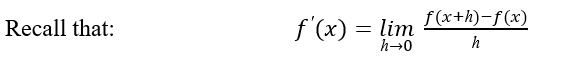 Recall that: f'(x) = lim h→0 f(x+h)−f(x) / h